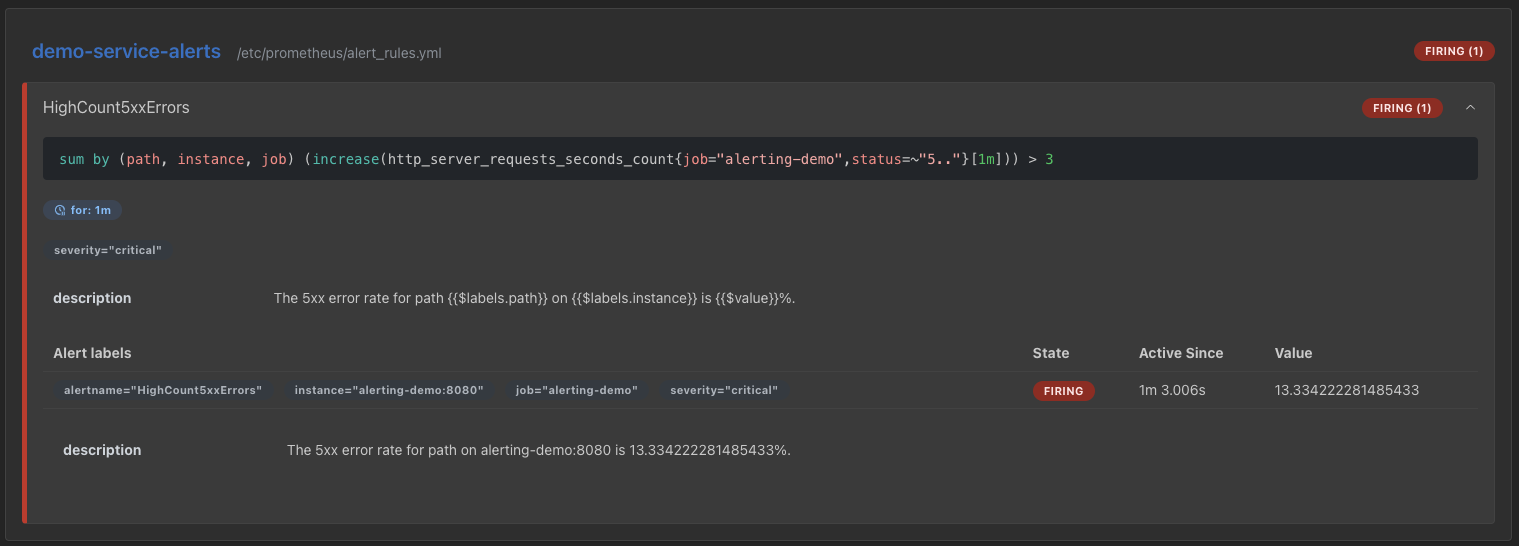 demo-service-alerts /etc/prometheus/alert_rules.yml FIRING (1)
HighCount5xxErrors FIRING (1)
sum by (path, instance, job) (increase(http_server_requests_seconds_count{job="alerting-demo",status=~"5.."}[1m])) > 3
for: 1m
severity="critical"
description The 5xx error rate for path {{$labels.path}} on {{$labels.instance}} is {{$value}}%.
Alert labels State Active Since Value
alertname="HighCount5xxErrors" instance="alerting-demo:8080" job="alerting-demo" severity="critical" FIRING 1m 3.006s 13.334222281485433
description The 5xx error rate for path on alerting-demo:8080 is 13.334222281485433%.